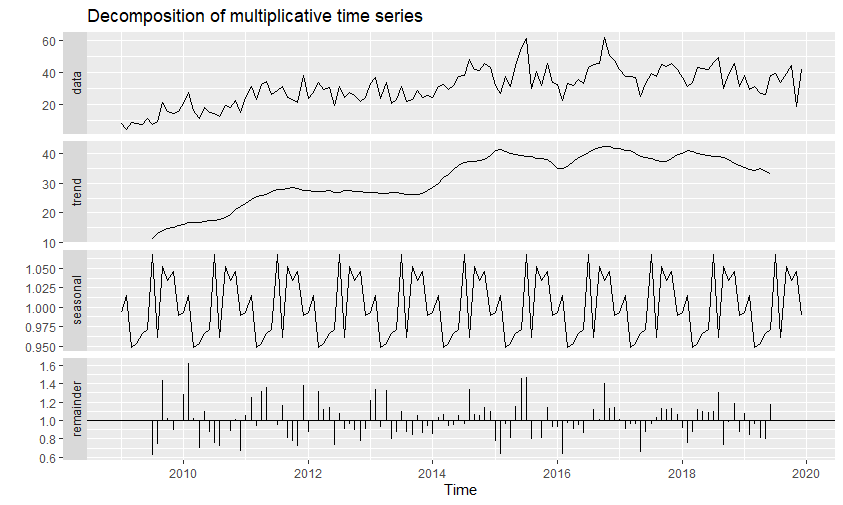 Decomposition of multiplicative time series
data
60
40
20
trend
40
30
20
10
seasonal
1.050
1.025
1.000
0.975
0.950
remainder
1.6
1.4
1.2
1.0
0.8
0.6
2010 2012 2014 2016 2018 2020
Time